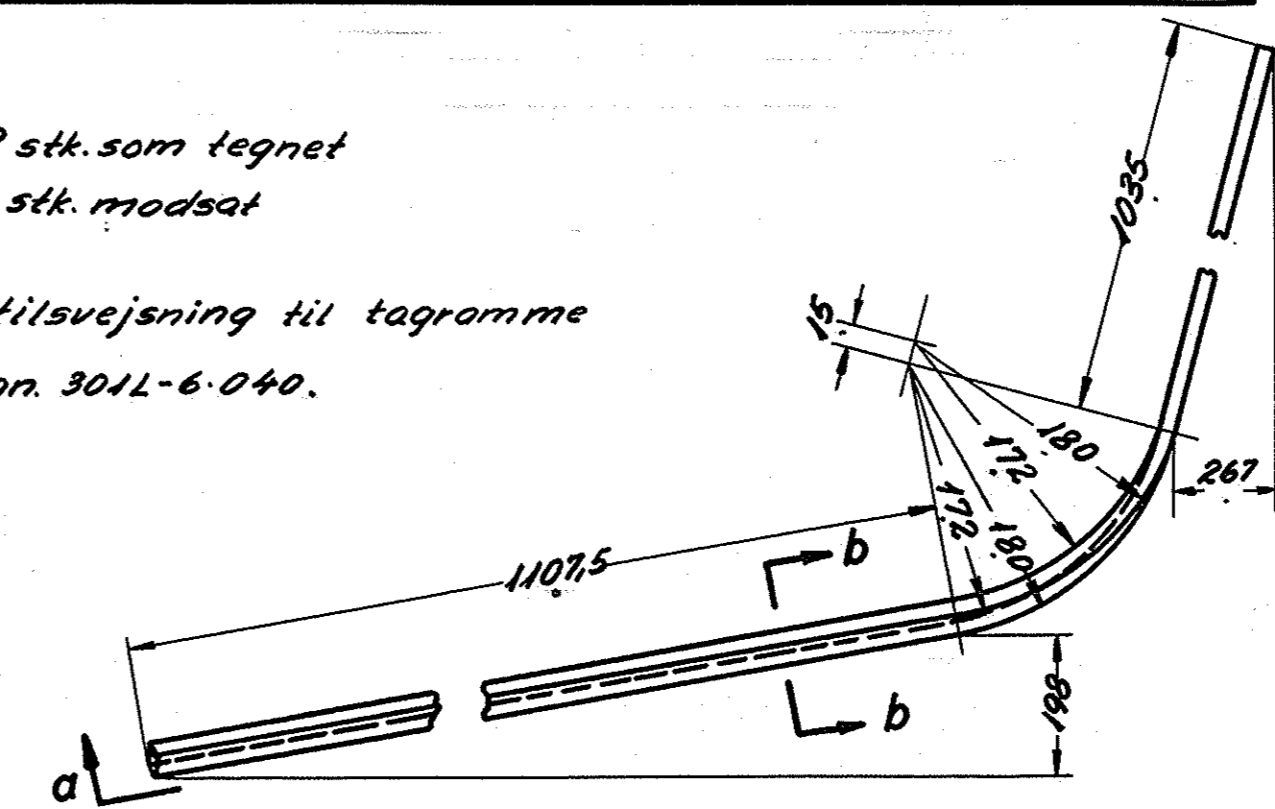 stk. som tegnet
stk. modsat
tilsvejsning til tagramme
301L-6.040.
1035
15
180
172
267
172
180
1107,5
b
b
198
a